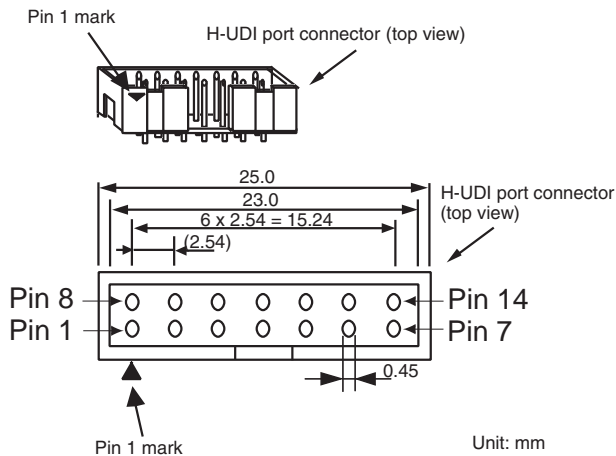 Pin 1 mark
H-UDI port connector (top view)
25.0
H-UDI port connector
(top view)
23.0
6 x 2.54 = 15.24
(2.54)
Pin 8
Pin 14
Pin 1
Pin 7
0.45
Pin 1 mark
Unit: mm